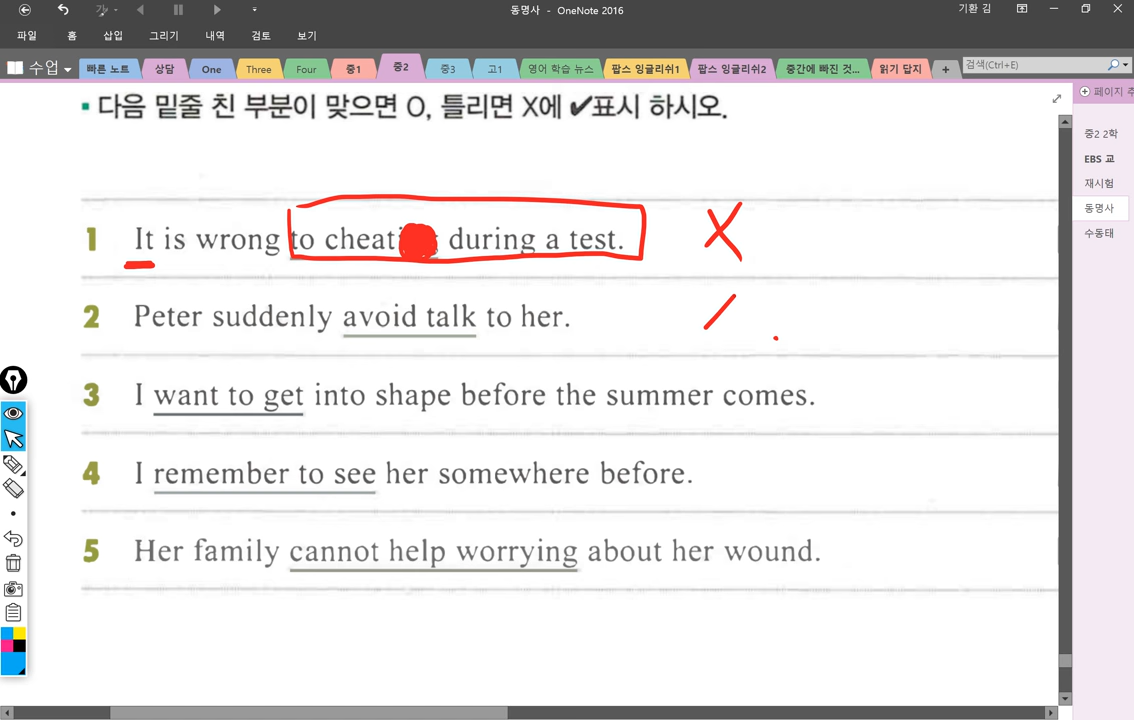 가
동명사 - OneNote 2016
기환 김
파일 홈 삽입 그리기 내역 검토 보기
수업 빠른 노트 상담 One Three Four 중1 중2 중3 고1 영어 학습 뉴스 팝스 잉글리쉬1 팝스 잉글리쉬2 중간에 빠진 것... 읽기 답지 + 검색(Ctrl+E)
다음 밑줄 친 부분이 맞으면 O, 틀리면 X에 ✔표시 하시오.
페이지 추
중2 2학
EBS 교
재시험
동명사
수동태
1 It is wrong to cheati during a test. X
2 Peter suddenly avoid talk to her.
3 I want to get into shape before the summer comes.
4 I remember to see her somewhere before.
5 Her family cannot help worrying about her wound.